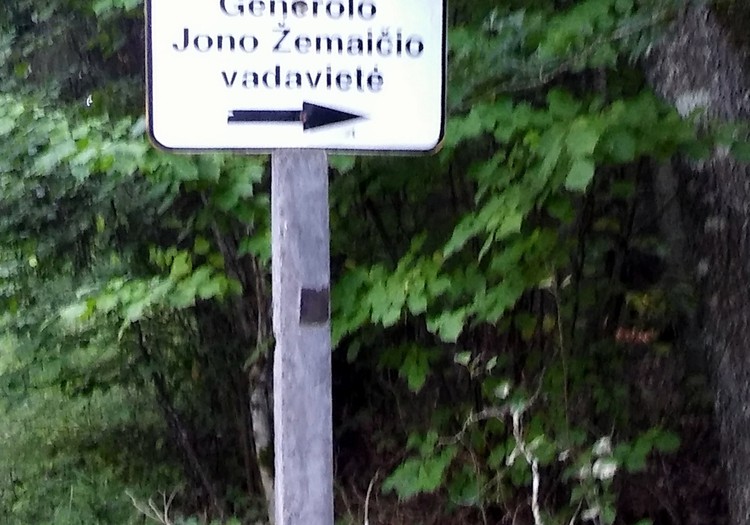 Generolo
Jono Žemaičio
vadavietė